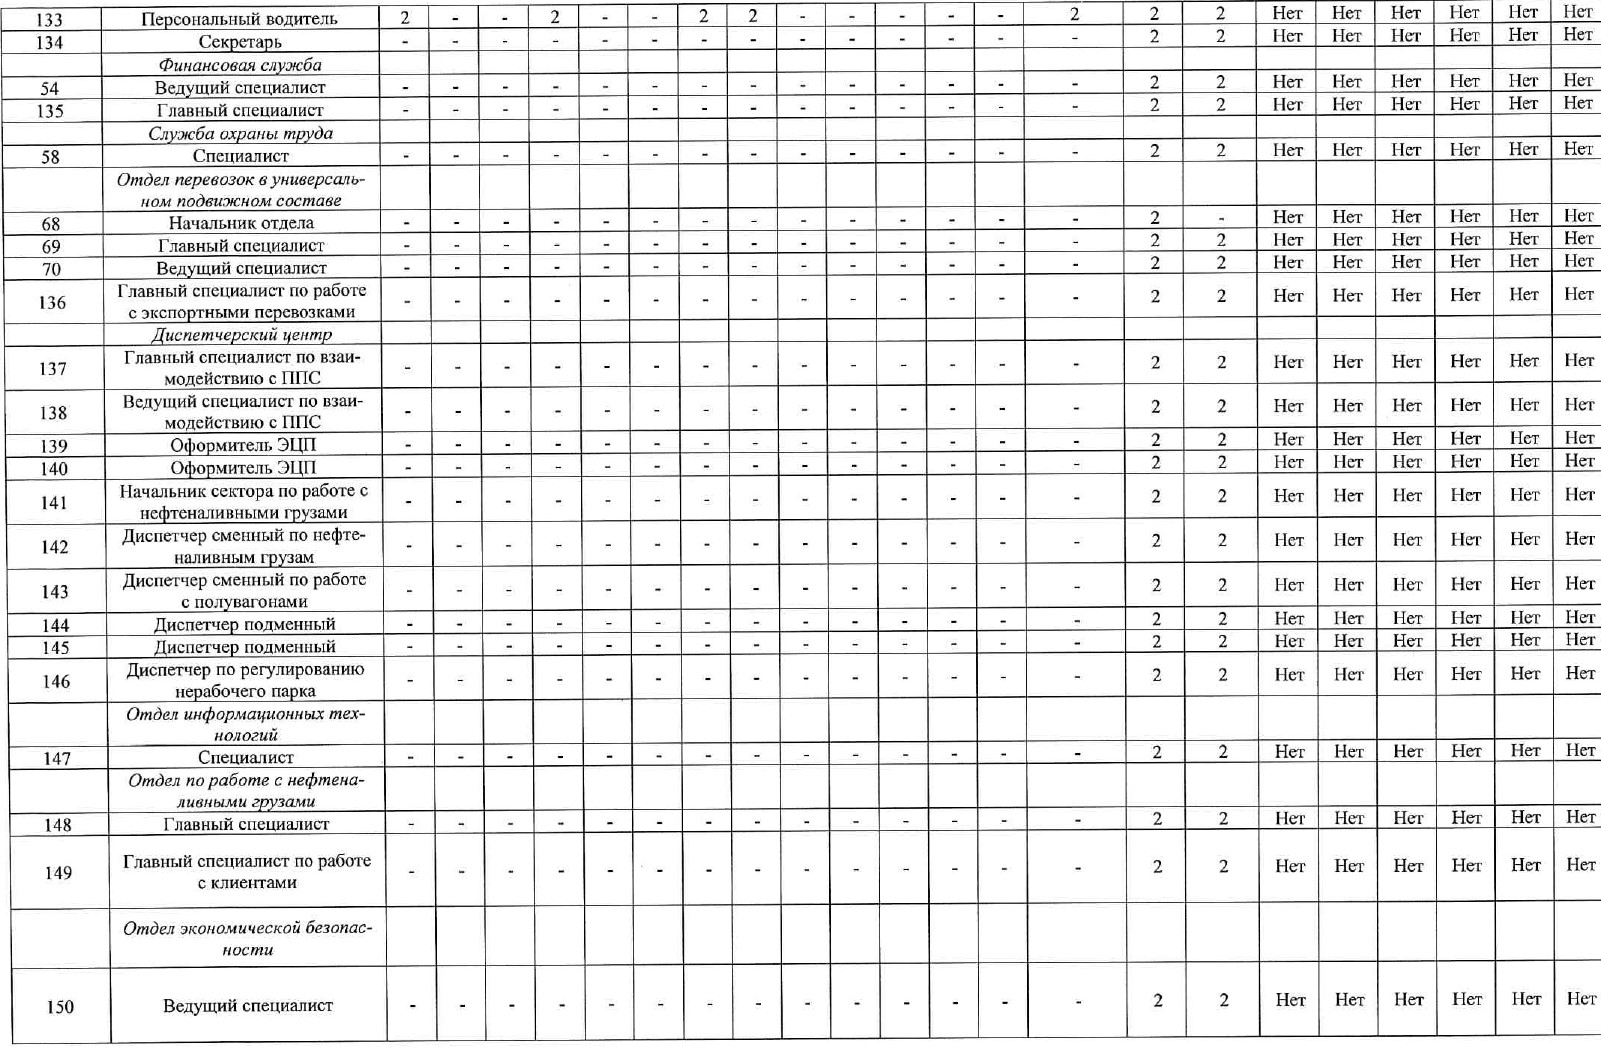 133 Персональный водитель 2 - - 2 - - 2 2 - - - - - 2 2 2 Нет Нет Нет Нет Нет Нет
134 Секретарь - - - - - - - - - - - - - - 2 2 Нет Нет Нет Нет Нет Нет
Финансовая служба
54 Ведущий специалист - - - - - - - - - - - - - - 2 2 Нет Нет Нет Нет Нет Нет
135 Главный специалист - - - - - - - - - - - - - - 2 2 Нет Нет Нет Нет Нет Нет
Служба охраны труда
58 Специалист - - - - - - - - - - - - - - 2 2 Нет Нет Нет Нет Нет Нет
Отдел перевозок в универсаль-
ном подвижном составе
68 Начальник отдела - - - - - - - - - - - - - - 2 - Нет Нет Нет Нет Нет Нет
69 Главный специалист - - - - - - - - - - - - - - 2 2 Нет Нет Нет Нет Нет Нет
70 Ведущий специалист - - - - - - - - - - - - - - 2 2 Нет Нет Нет Нет Нет Нет
136 Главный специалист по работе
с экспортными перевозками - - - - - - - - - - - - - - 2 2 Нет Нет Нет Нет Нет Нет
Диспетчерский центр
137 Главный специалист по взаи-
модействию с ППС - - - - - - - - - - - - - - 2 2 Нет Нет Нет Нет Нет Нет
138 Ведущий специалист по взаи-
модействию с ППС - - - - - - - - - - - - - - 2 2 Нет Нет Нет Нет Нет Нет
139 Оформитель ЭЦП - - - - - - - - - - - - - - 2 2 Нет Нет Нет Нет Нет Нет
140 Оформитель ЭЦП - - - - - - - - - - - - - - 2 2 Нет Нет Нет Нет Нет Нет
141 Начальник сектора по работе с
нефтеналивными грузами - - - - - - - - - - - - - - 2 2 Нет Нет Нет Нет Нет Нет
142 Диспетчер сменный по нефте-
наливным грузам - - - - - - - - - - - - - - 2 2 Нет Нет Нет Нет Нет Нет
143 Диспетчер сменный по работе
с полувагонами - - - - - - - - - - - - - - 2 2 Нет Нет Нет Нет Нет Нет
144 Диспетчер подменный - - - - - - - - - - - - - - 2 2 Нет Нет Нет Нет Нет Нет
145 Диспетчер подменный - - - - - - - - - - - - - - 2 2 Нет Нет Нет Нет Нет Нет
146 Диспетчер по регулированию
нерабочего парка - - - - - - - - - - - - - - 2 2 Нет Нет Нет Нет Нет Нет
Отдел информационных тех-
нологий
147 Специалист - - - - - - - - - - - - - - 2 2 Нет Нет Нет Нет Нет Нет
Отдел по работе с нефтена-
ливными грузами
148 Главный специалист - - - - - - - - - - - - - - 2 2 Нет Нет Нет Нет Нет Нет
149 Главный специалист по работе
с клиентами - - - - - - - - - - - - - - 2 2 Нет Нет Нет Нет Нет Нет
Отдел экономической безопас-
ности
150 Ведущий специалист - - - - - - - - - - - - - - 2 2 Нет Нет Нет Нет Нет Нет